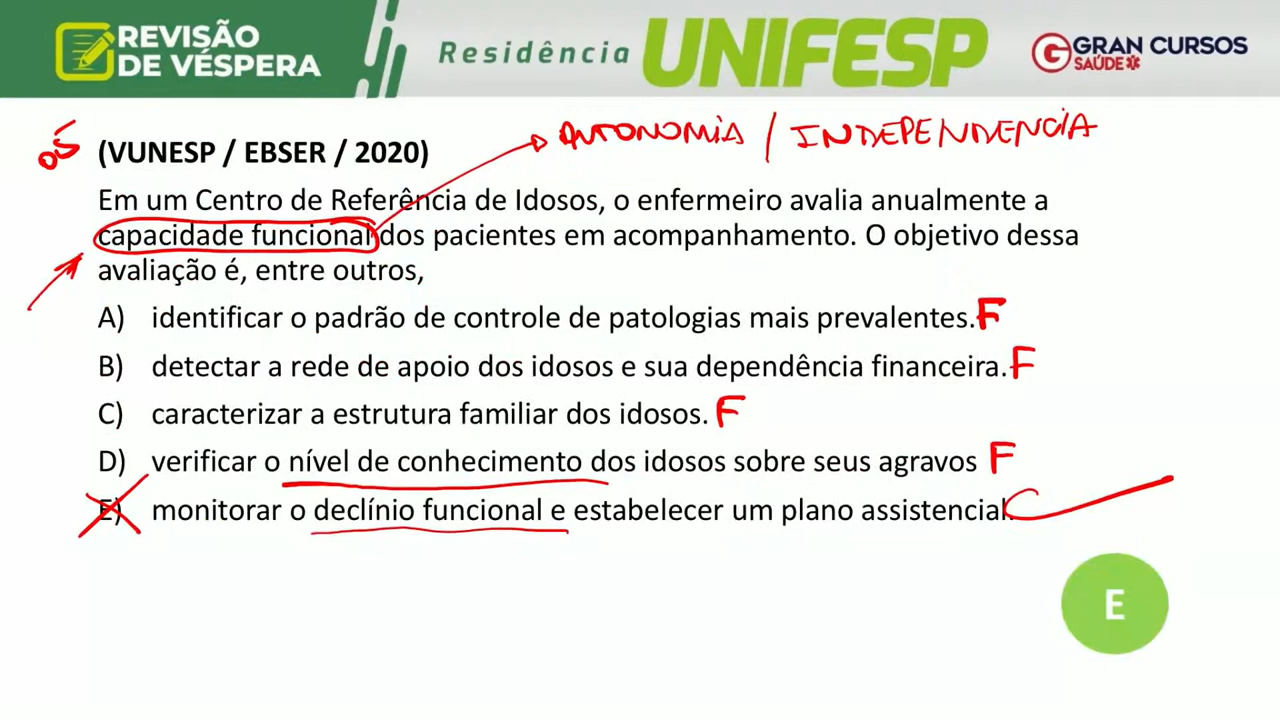 REVISÃO
DE VÉSPERA
Residência UNIFESP
GRAN CURSOS
SAÚDE
AUTONOMIA / INDEPENDENCIA
05 (VUNESP / EBSER / 2020)
Em um Centro de Referência de Idosos, o enfermeiro avalia anualmente a
capacidade funcional dos pacientes em acompanhamento. O objetivo dessa
avaliação é, entre outros,
A) identificar o padrão de controle de patologias mais prevalentes. F
B) detectar a rede de apoio dos idosos e sua dependência financeira. F
C) caracterizar a estrutura familiar dos idosos. F
D) verificar o nível de conhecimento dos idosos sobre seus agravos F
E) monitorar o declínio funcional e estabelecer um plano assistencial.
E